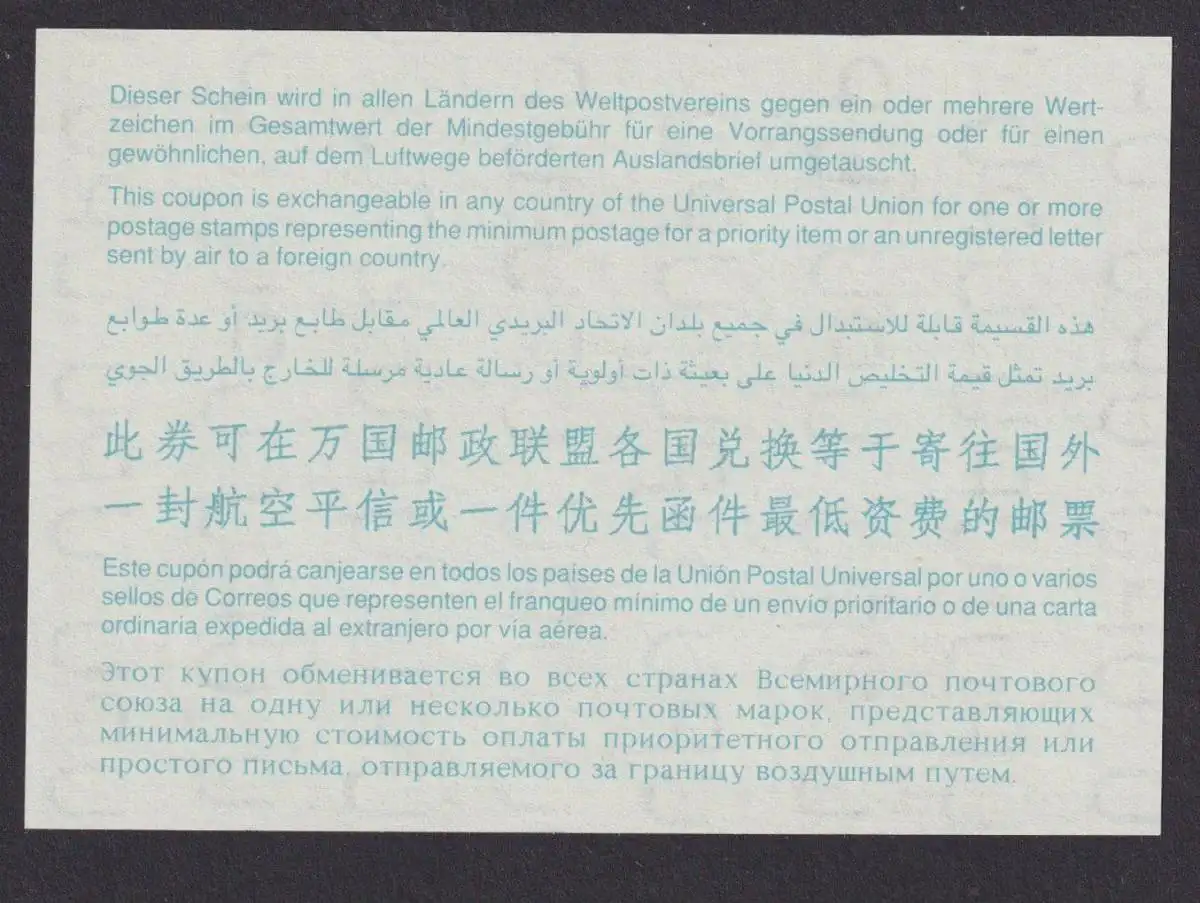 Dieser Schein wird in allen Ländern des Weltpostvereins gegen ein oder mehrere Wert-
zeichen im Gesamtwert der Mindestgebühr für eine Vorrangssendung oder für einen
gewöhnlichen, auf dem Luftwege beförderten Auslandsbrief umgetauscht.
This coupon is exchangeable in any country of the Universal Postal Union for one or more
postage stamps representing the minimum postage for a priority item or an unregistered letter
sent by air to a foreign country.
هذه القسيمة قابلة للاستبدال في جميع بلدان الاتحاد البريدي العالمي مقابل طابع بريد أو عدة طوابع
بريد تمثل قيمة التخليص الدنيا على بعيثة ذات أولوية أو رسالة عادية مرسلة للخارج بالطريق الجوي
此券可在万国邮政联盟各国兑换等于寄往国外
一封航空平信或一件优先函件最低资费的邮票
Este cupón podrá canjearse en todos los países de la Unión Postal Universal por uno o varios
sellos de Correos que representen el franqueo mínimo de un envío prioritario o de una carta
ordinaria expedida al extranjero por vía aérea.
Этот купон обменивается во всех странах Всемирного почтового
союза на одну или несколько почтовых марок, представляющих
минимальную стоимость оплаты приоритетного отправления или
простого письма, отправляемого за границу воздушным путем.